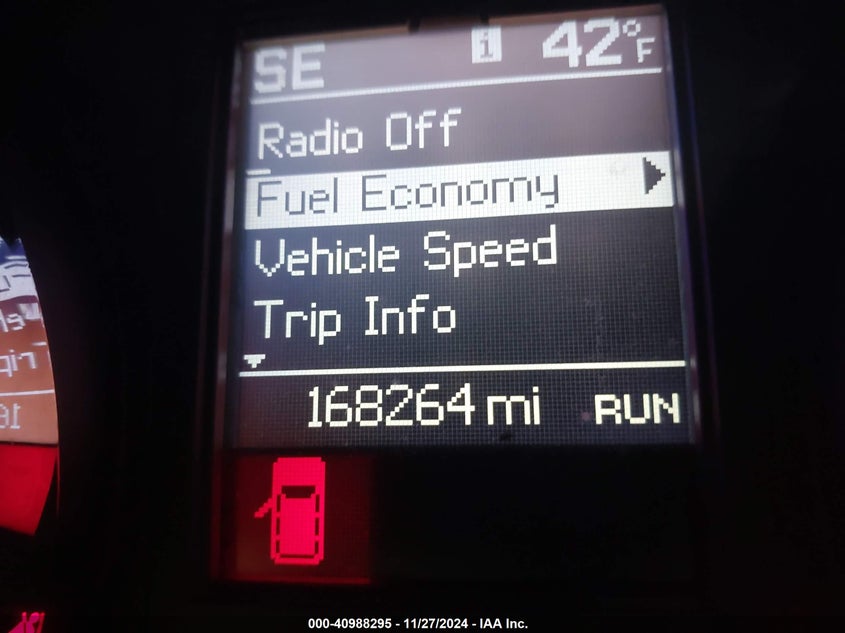 SE i 42°F
Radio Off
Fuel Economy
Vehicle Speed
Trip Info
168264 mi RUN
000-40988295 - 11/27/2024 - IAA Inc.